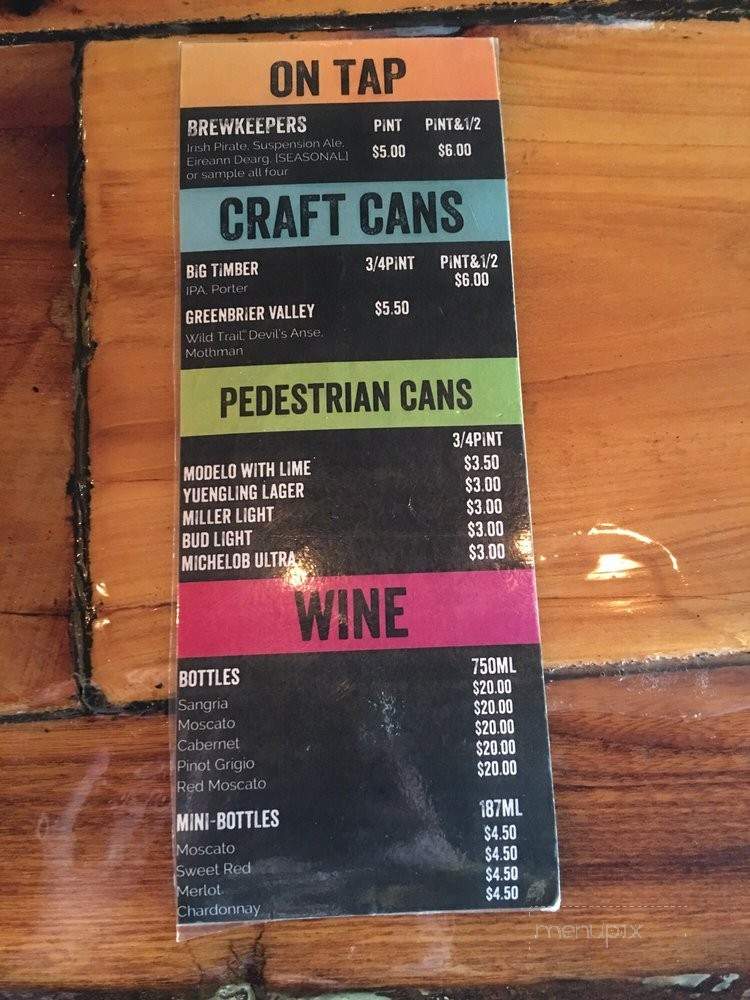 ON TAP
BREWKEEPERS PINT PINT&1/2
Irish Pirate, Suspension Ale,
Eireann Dearg, [SEASONAL] $5.00 $6.00
or sample all four
CRAFT CANS
BIG TIMBER 3/4PINT PINT&1/2
IPA, Porter $6.00
GREENBRIER VALLEY $5.50
Wild Trail, Devil's Anse,
Mothman
PEDESTRIAN CANS
3/4PINT
MODELO WITH LIME $3.50
YUENGLING LAGER $3.00
MILLER LIGHT $3.00
BUD LIGHT $3.00
MICHELOB ULTRA $3.00
WINE
BOTTLES 750ML
Sangria $20.00
Moscato $20.00
Cabernet $20.00
Pinot Grigio $20.00
Red Moscato $20.00
MINI-BOTTLES 187ML
Moscato $4.50
Sweet Red $4.50
Merlot $4.50
Chardonnay $4.50
menupix